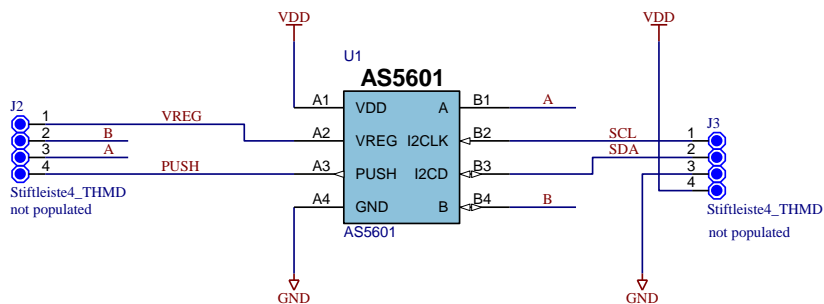 VDD
VDD
U1
AS5601
J2
1 VREG
2 B
3 A
4 PUSH
Stiftleiste4_THMD
not populated
A1 VDD A B1 A
A2 VREG I2CLK B2 SCL 1
A3 PUSH I2CD B3 SDA 2
A4 GND B B4 B
3
4
J3
Stiftleiste4_THMD
not populated
AS5601
GND
GND